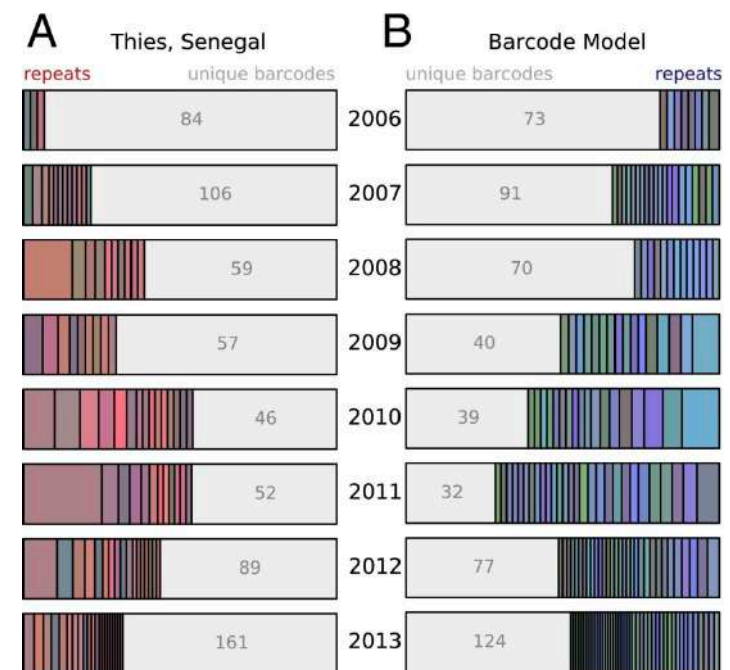 A Thies, Senegal B Barcode Model
repeats unique barcodes unique barcodes repeats
84 2006 73
106 2007 91
59 2008 70
57 2009 40
46 2010 39
52 2011 32
89 2012 77
161 2013 124